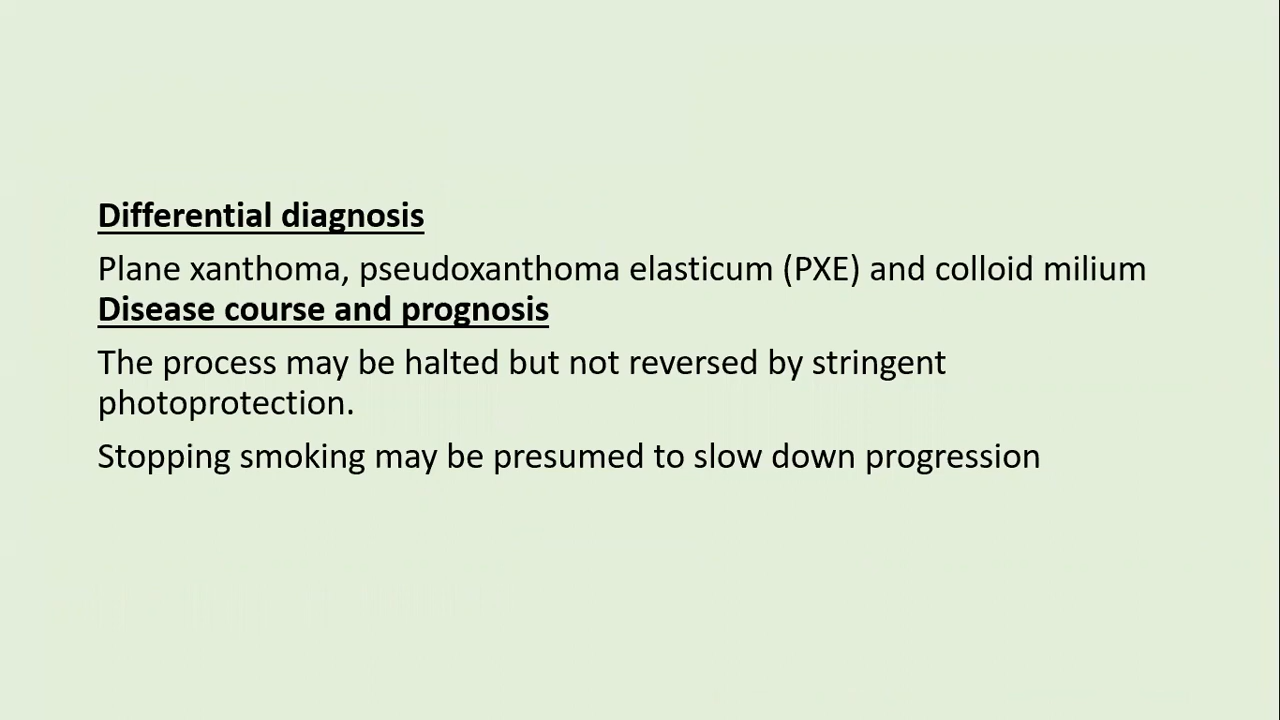 Differential diagnosis
Plane xanthoma, pseudoxanthoma elasticum (PXE) and colloid milium
Disease course and prognosis
The process may be halted but not reversed by stringent
photoprotection.
Stopping smoking may be presumed to slow down progression